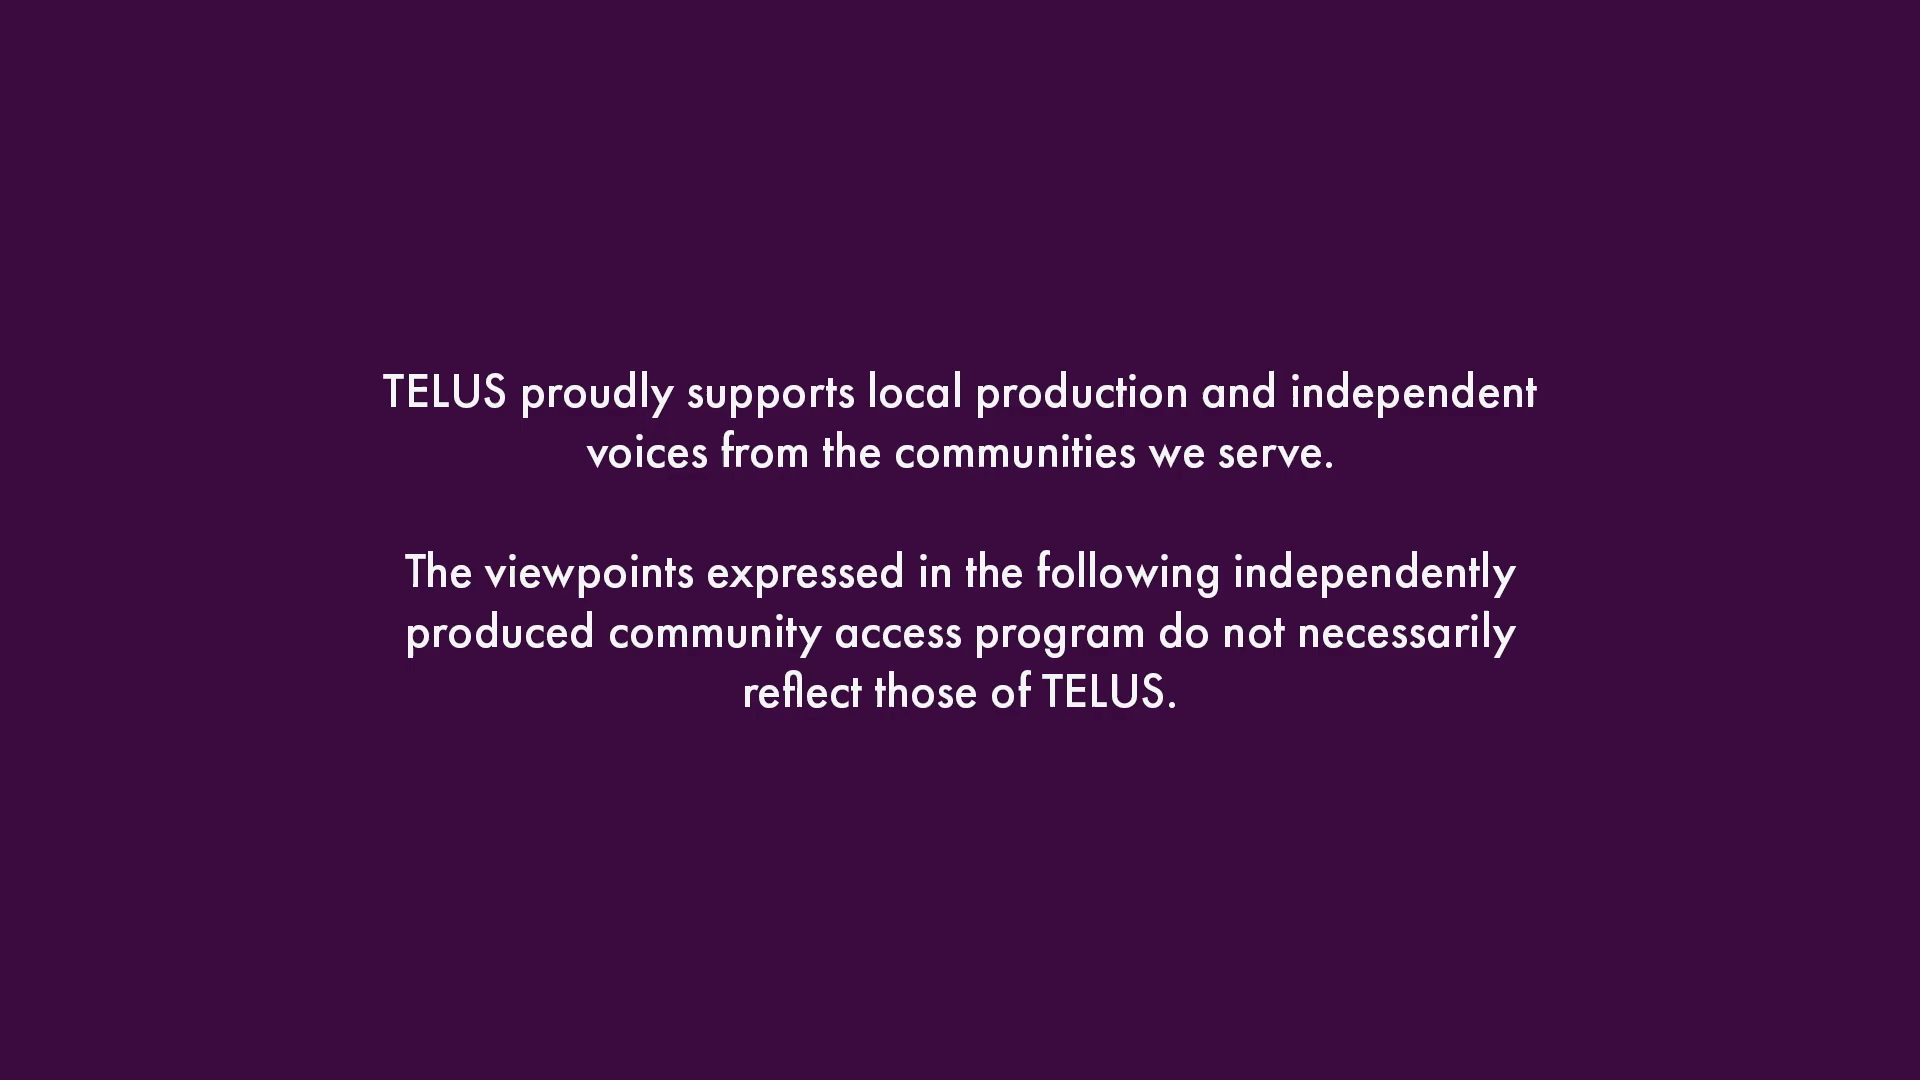 TELUS proudly supports local production and independent
voices from the communities we serve.
The viewpoints expressed in the following independently
produced community access program do not necessarily
reflect those of TELUS.